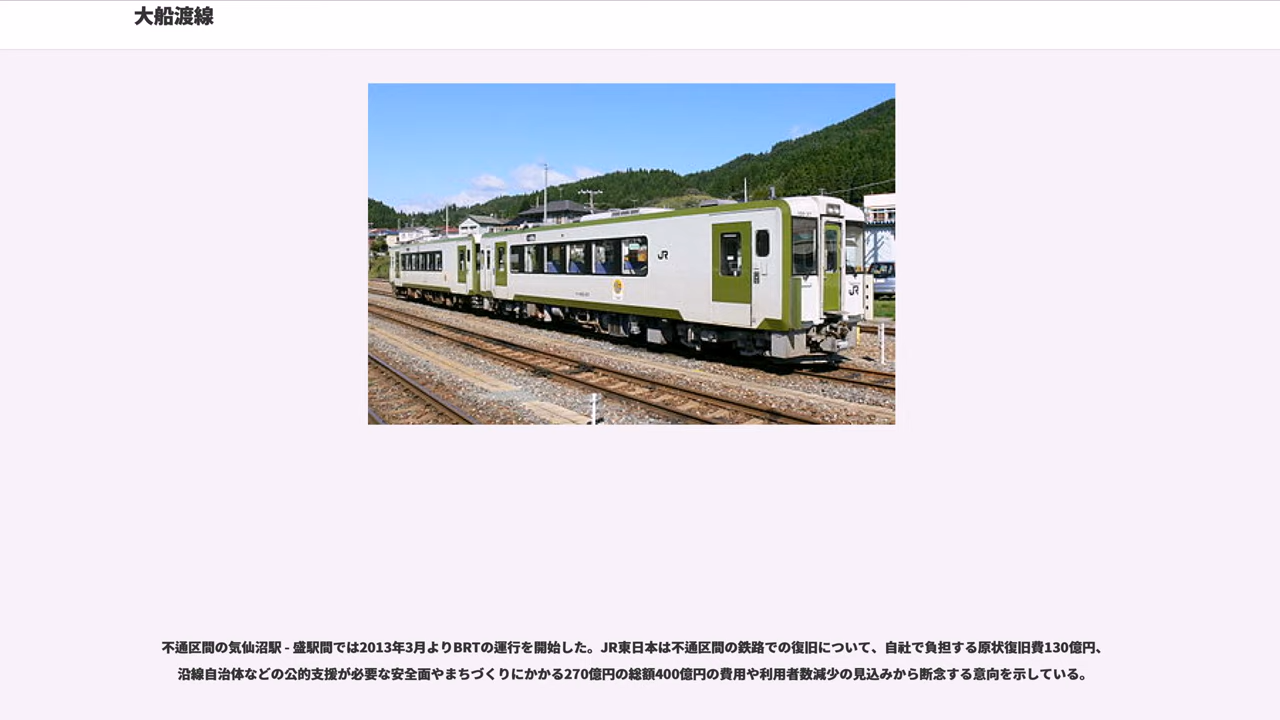 大船渡線
JR
JR
不通区間の気仙沼駅 - 盛駅間では2013年3月よりBRTの運行を開始した。JR東日本は不通区間の鉄路での復旧について、自社で負担する原状復旧費130億円、
沿線自治体などの公的支援が必要な安全面やまちづくりにかかる270億円の総額400億円の費用や利用者数減少の見込みから断念する意向を示している。